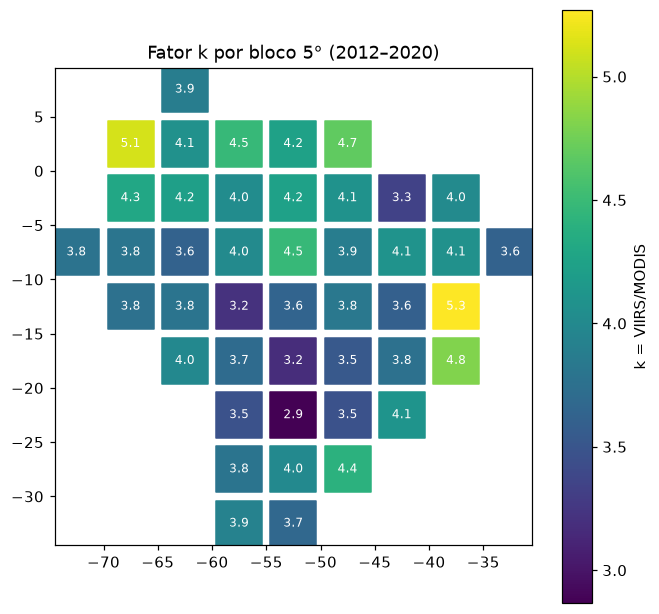 Fator k por bloco 5° (2012–2020)
3.9
5.1 4.1 4.5 4.2 4.7
4.3 4.2 4.0 4.2 4.1 3.3 4.0
3.8 3.8 3.6 4.0 4.5 3.9 4.1 4.1 3.6
3.8 3.8 3.2 3.6 3.8 3.6 5.3
4.0 3.7 3.2 3.5 3.8 4.8
3.5 2.9 3.5 4.1
3.8 4.0 4.4
3.9 3.7
5
0
−5
−10
−15
−20
−25
−30
−70 −65 −60 −55 −50 −45 −40 −35
5.0
4.5
4.0
3.5
3.0
k = VIIRS/MODIS